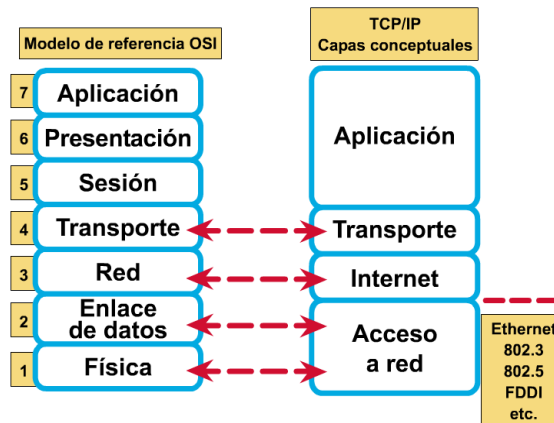 Modelo de referencia OSI
TCP/IP
Capas conceptuales
7
Aplicación
6
Presentación
5
Sesión
4
Transporte
3
Red
2
Enlace
de datos
1
Física
Aplicación
Transporte
Internet
Acceso
a red
Ethernet
802.3
802.5
FDDI
etc.